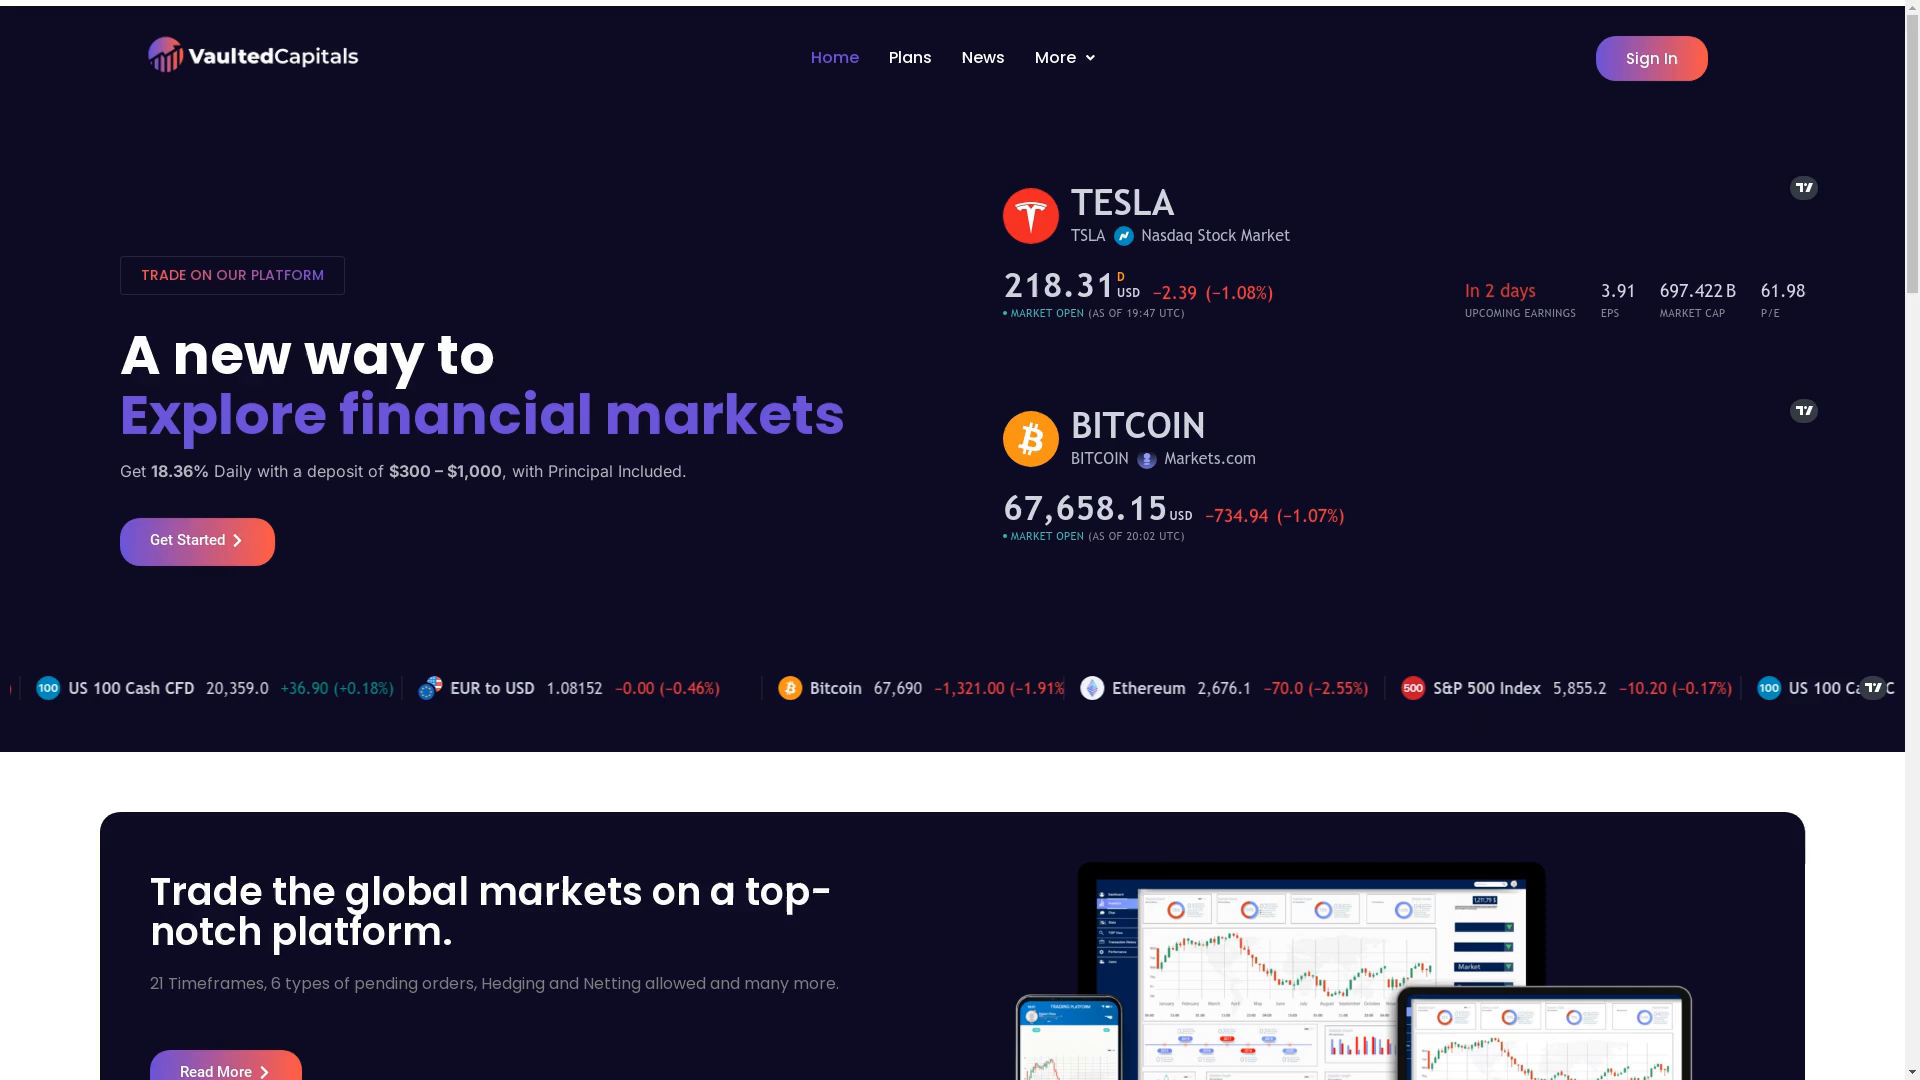 VaultedCapitals
Home Plans News More
Sign In
TESLA
TSLA Nasdaq Stock Market
218.31 D USD −2.39 (−1.08%)
MARKET OPEN (AS OF 19:47 UTC)
In 2 days 3.91 697.422 B 61.98
UPCOMING EARNINGS EPS MARKET CAP P/E
TRADE ON OUR PLATFORM
A new way to
Explore financial markets
Get 18.36% Daily with a deposit of $300 – $1,000, with Principal Included.
Get Started
BITCOIN
BITCOIN Markets.com
67,658.15 USD −734.94 (−1.07%)
MARKET OPEN (AS OF 20:02 UTC)
100 US 100 Cash CFD 20,359.0 +36.90 (+0.18%) EUR to USD 1.08152 −0.00 (−0.46%) Bitcoin 67,690 −1,321.00 (−1.91% Ethereum 2,676.1 −70.0 (−2.55%) 500 S&P 500 Index 5,855.2 −10.20 (−0.17%) 100 US 100 Ca
Trade the global markets on a top-
notch platform.
21 Timeframes, 6 types of pending orders, Hedging and Netting allowed and many more.
Read More
TRADING PLATFORM
Market